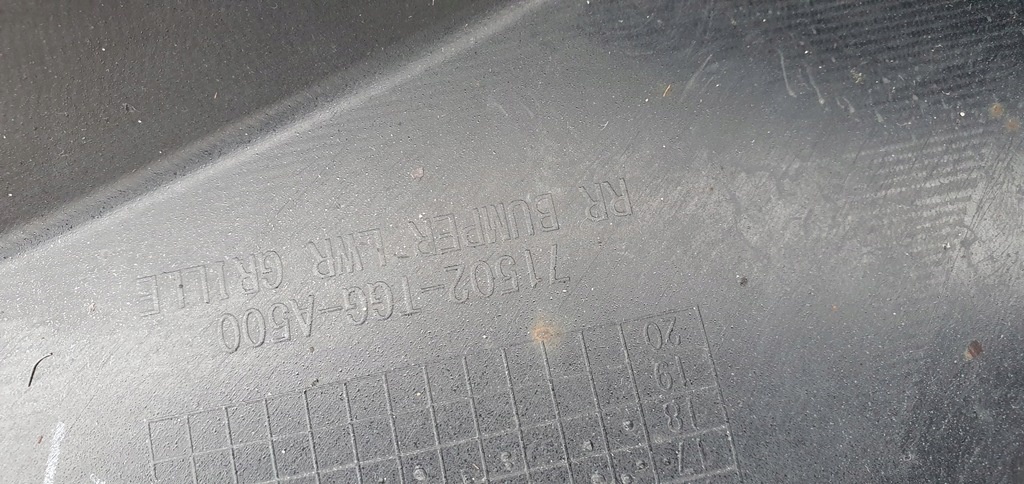 RR BUMPER LWR GRILLE
71502-TGG-A500
20
19
18
17